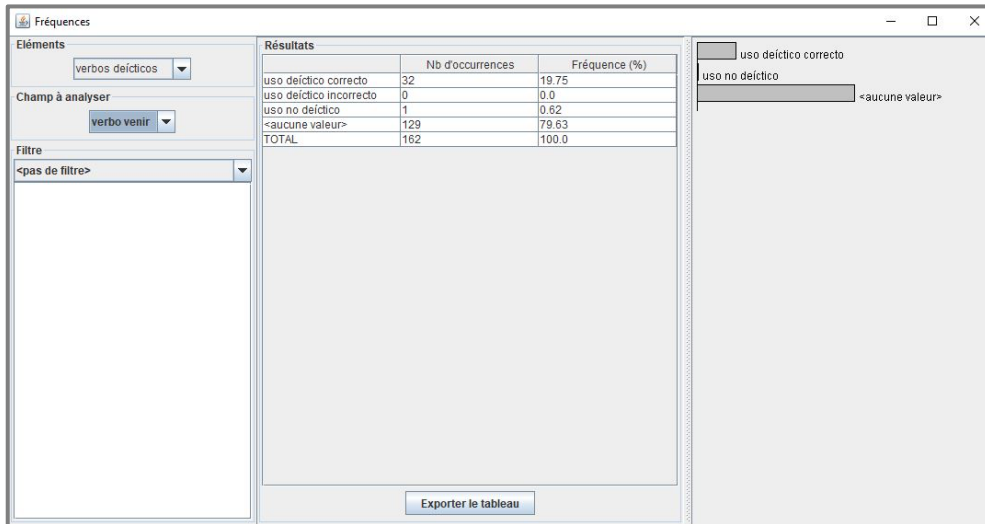 Fréquences
Eléments
verbos deícticos
Champ à analyser
verbo venir
Filtre
<pas de filtre>
Résultats
Nb d'occurrences Fréquence (%)
uso deíctico correcto 32 19.75
uso deíctico incorrecto 0 0.0
uso no deíctico 1 0.62
<aucune valeur> 129 79.63
TOTAL 162 100.0
Exporter le tableau
uso deíctico correcto
uso no deíctico
<aucune valeur>